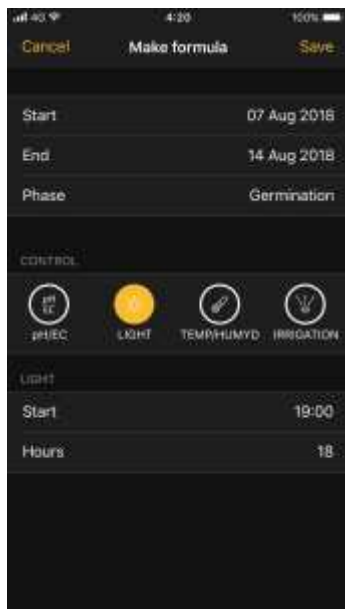 4G 4:20 100%
Cancel Make formula Save
Start 07 Aug 2018
End 14 Aug 2018
Phase Germination
CONTROL
pH
EC
pH/EC LIGHT TEMP/HUMYD IRRIGATION
LIGHT
Start 19:00
Hours 18